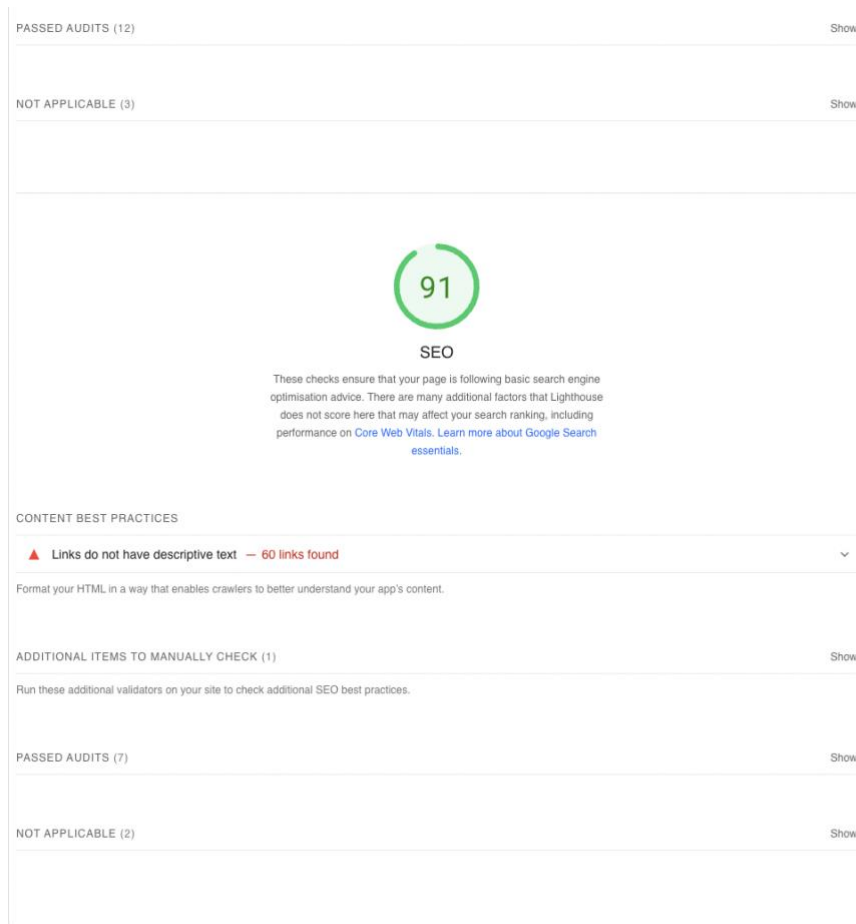 PASSED AUDITS (12) Show
NOT APPLICABLE (3) Show
91
SEO
These checks ensure that your page is following basic search engine
optimisation advice. There are many additional factors that Lighthouse
does not score here that may affect your search ranking, including
performance on Core Web Vitals. Learn more about Google Search
essentials.
CONTENT BEST PRACTICES
Links do not have descriptive text — 60 links found
Format your HTML in a way that enables crawlers to better understand your app's content.
ADDITIONAL ITEMS TO MANUALLY CHECK (1) Show
Run these additional validators on your site to check additional SEO best practices.
PASSED AUDITS (7) Show
NOT APPLICABLE (2) Show